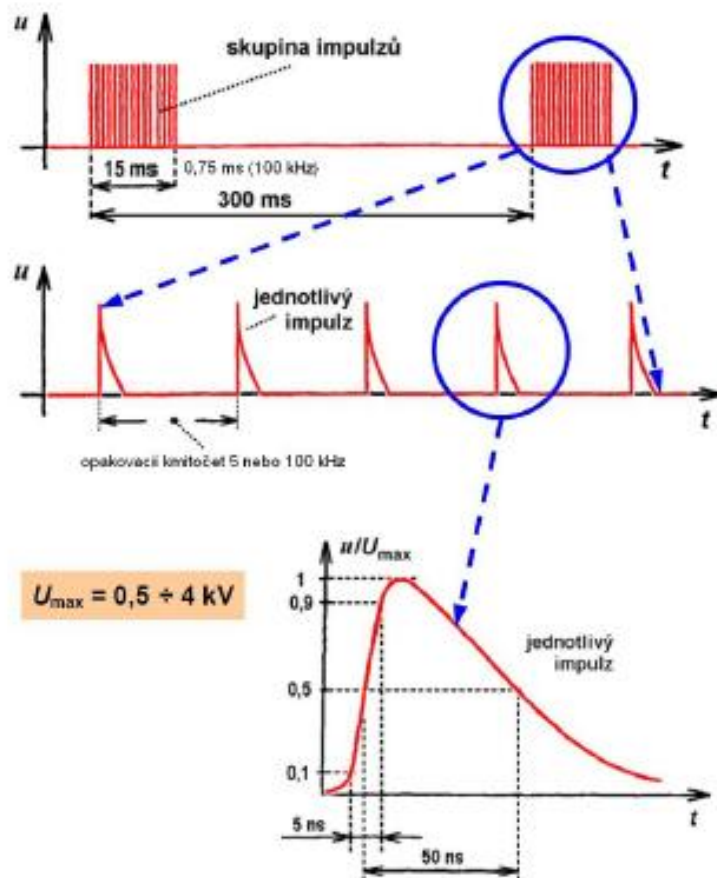 u
skupina impulzů
15 ms
0,75 ms (100 kHz)
t
300 ms
u
jednotlivý
impulz
t
opakovací kmitočet 5 nebo 100 kHz
u/Umax
Umax = 0,5 ÷ 4 kV
1
0,9
jednotlivý
impulz
0,5
0,1
t
5 ns
50 ns